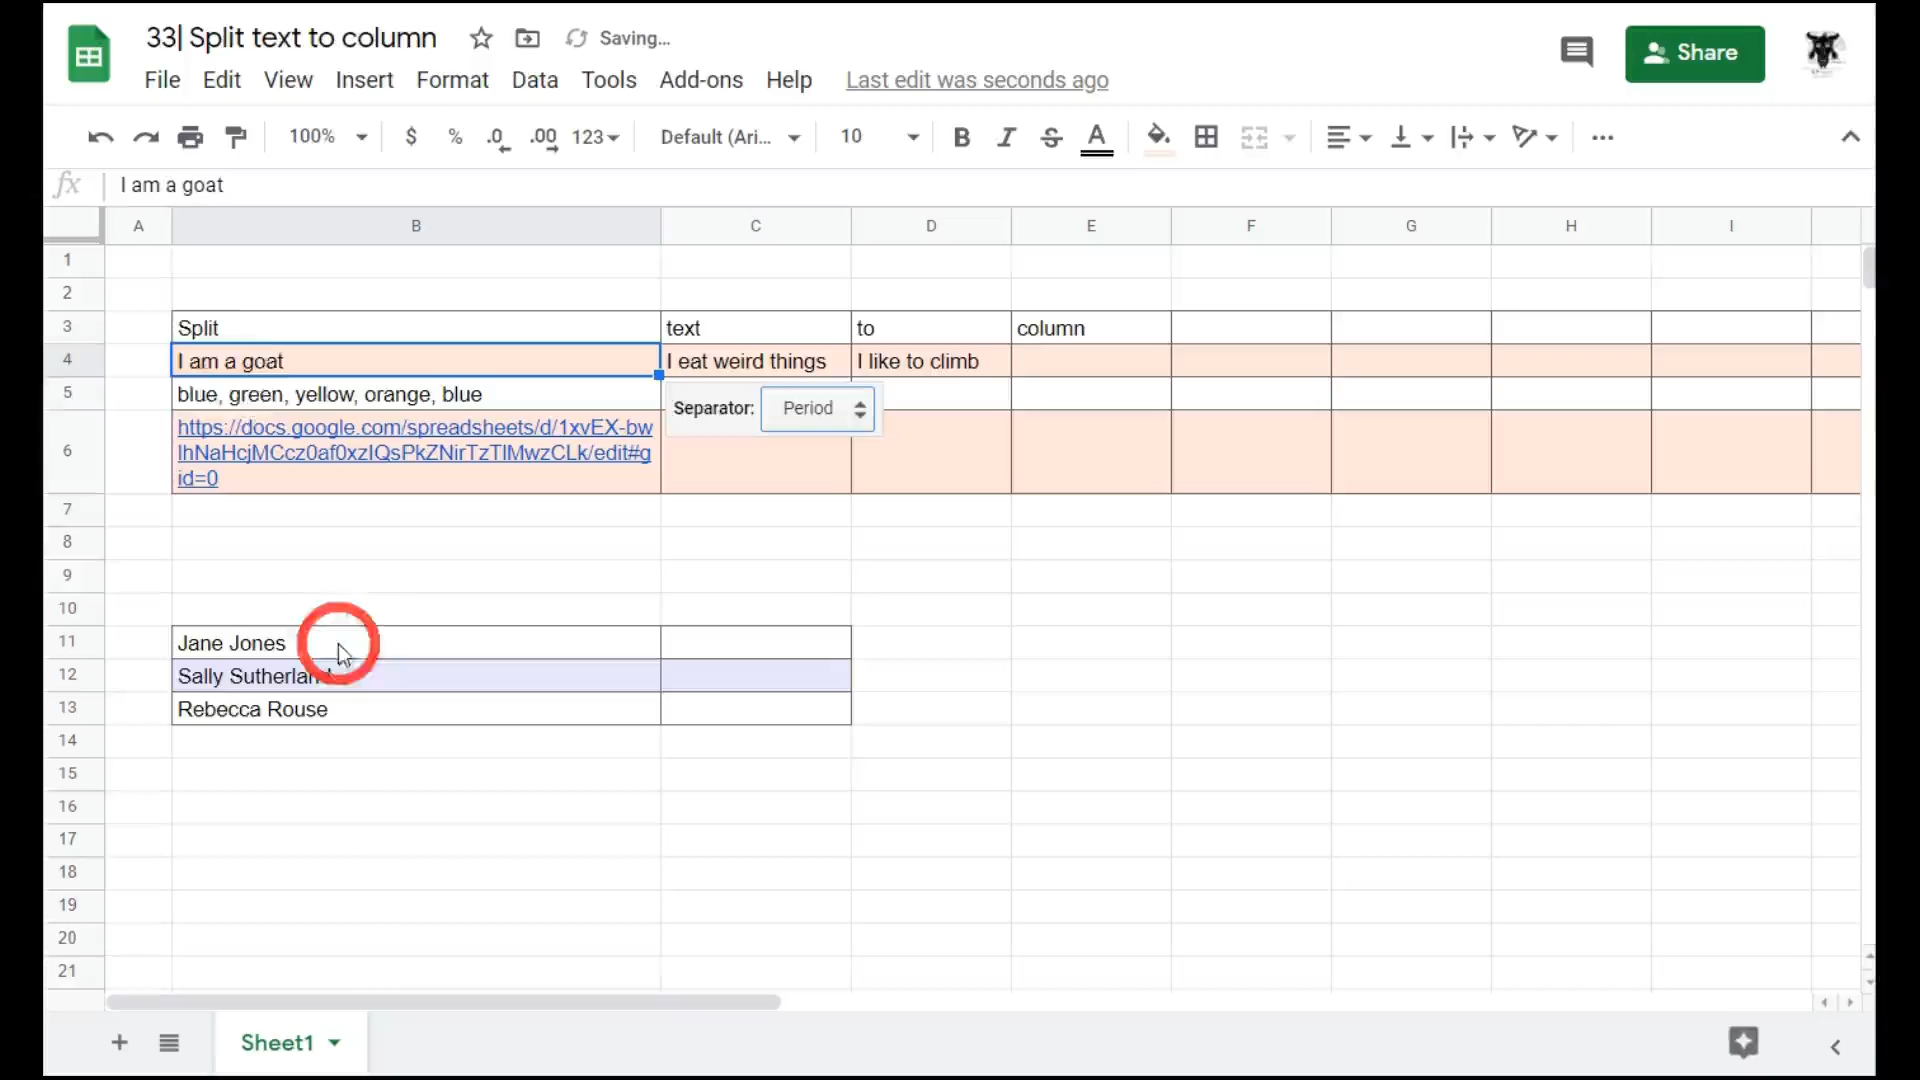 33| Split text to column Saving...
File Edit View Insert Format Data Tools Add-ons Help Last edit was seconds ago
Share
100% $ % .0 .00 123 Default (Ari... 10 B I S A
fx I am a goat
A B C D E F G H I
1
2
3 Split text to column
4 I am a goat I eat weird things I like to climb
5 blue, green, yellow, orange, blue
Separator: Period
https://docs.google.com/spreadsheets/d/1xvEX-bw
6 lhNaHcjMCcz0af0xzIQsPkZNirTzTlMwzCLk/edit#g
id=0
7
8
9
10
11 Jane Jones
12 Sally Sutherland
13 Rebecca Rouse
14
15
16
17
18
19
20
21
Sheet1